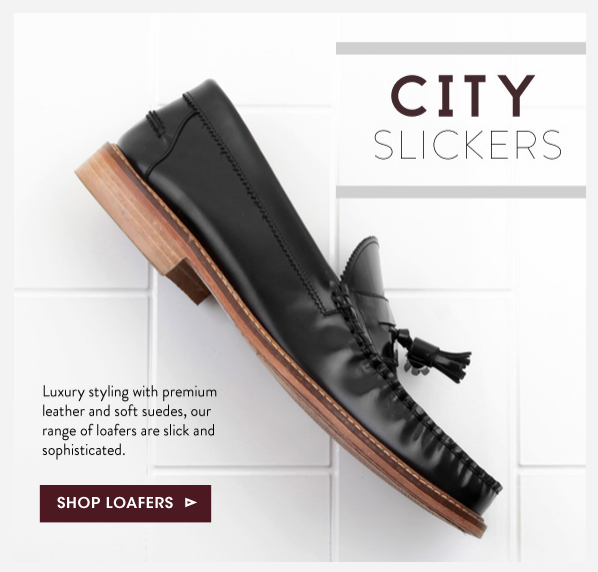 CITY
SLICKERS
Luxury styling with premium
leather and soft suedes, our
range of loafers are slick and
sophisticated.
SHOP LOAFERS